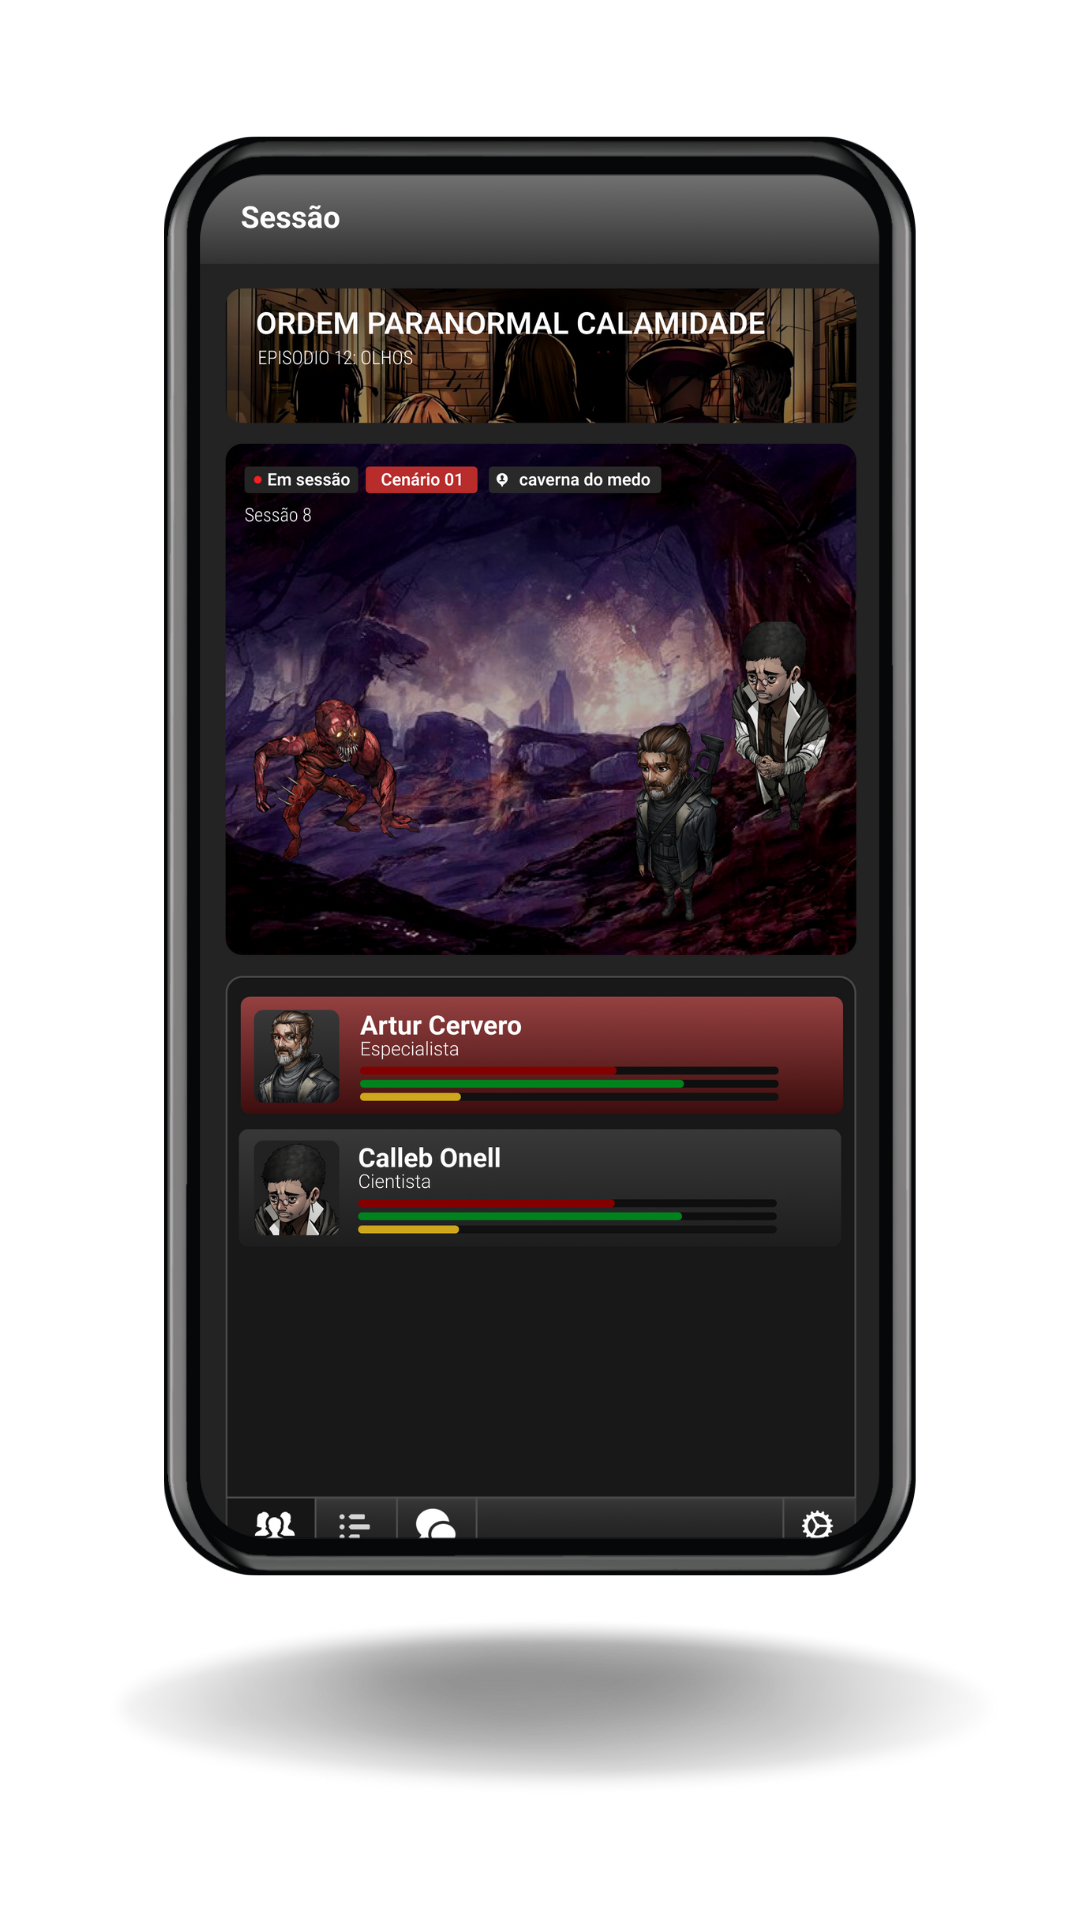 Sessão
ORDEM PARANORMAL CALAMIDADE
EPISODIO 12: OLHOS
Em sessão
Cenário 01
caverna do medo
Sessão 8
Artur Cervero
Especialista
Calleb Onell
Cientista